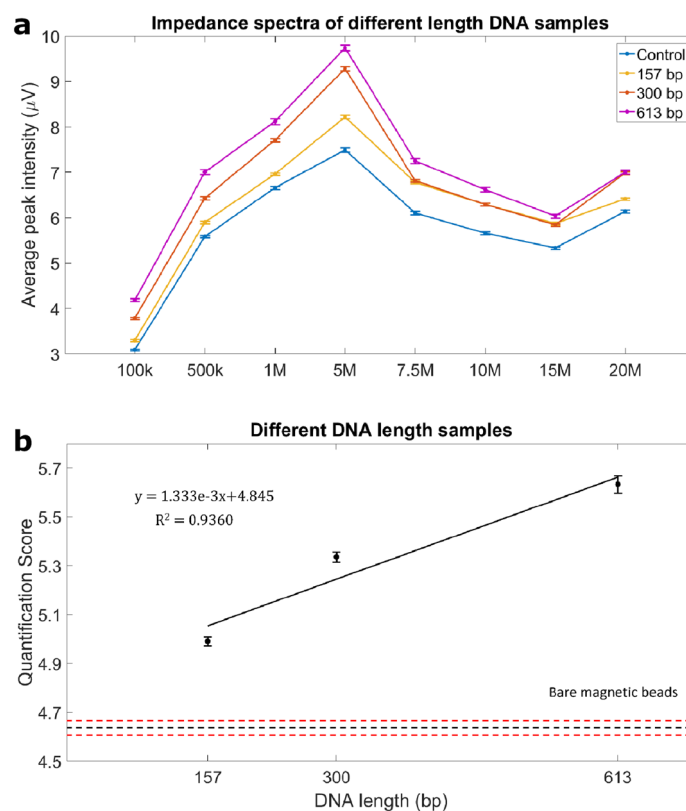 a
Impedance spectra of different length DNA samples
10
9
8
7
6
5
4
3
Average peak intensity (μV)
Control
157 bp
300 bp
613 bp
100k 500k 1M 5M 7.5M 10M 15M 20M
b
Different DNA length samples
5.7
5.5
5.3
5.1
4.9
4.7
4.5
Quantification Score
y = 1.333e-3x+4.845
R² = 0.9360
Bare magnetic beads
157 300 613
DNA length (bp)